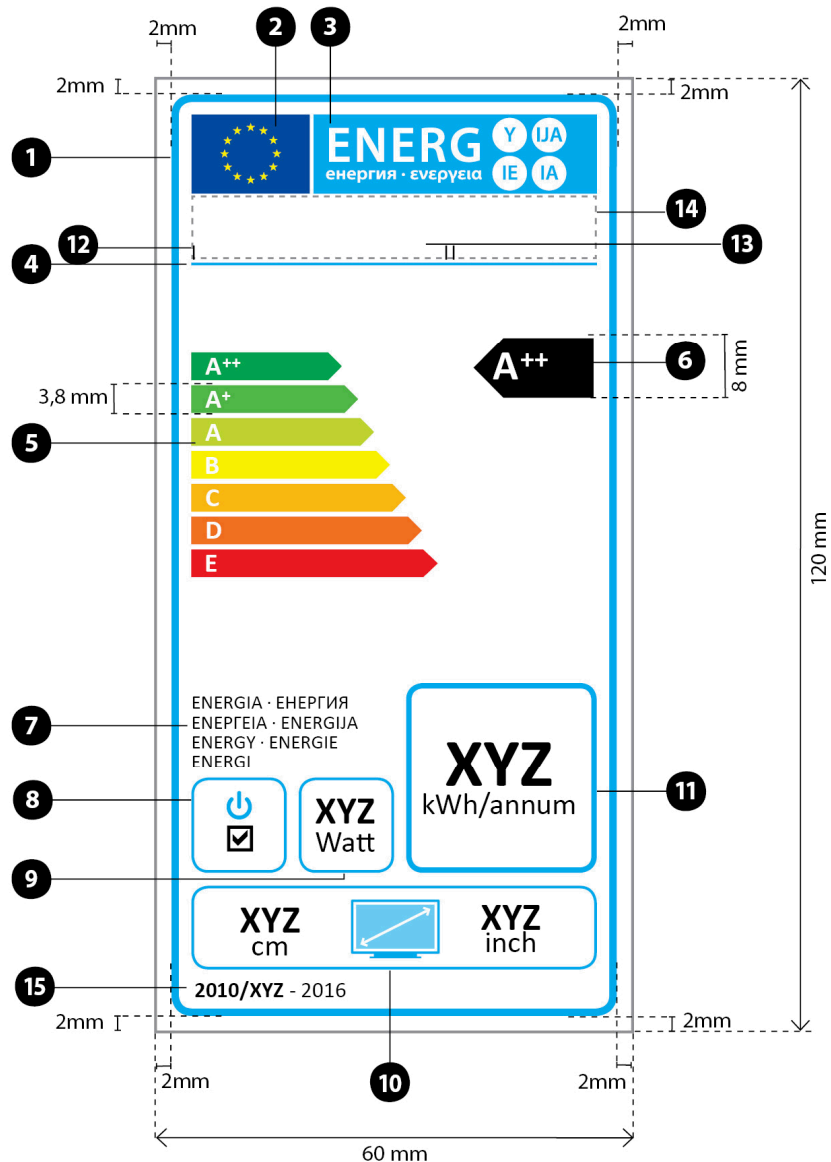 2mm
2
3
2mm
2mm
2mm
1
ENERG
Y
IJA
IE
IA
енергия · ενεργεια
14
12
I
II
13
4
A++
A++
6
8 mm
3,8 mm
A+
5
A
B
C
D
E
120 mm
ENERGIA · ЕНЕРГИЯ
7
ΕΝΕΡΓΕΙΑ · ENERGIJA
ENERGY · ENERGIE
ENERGI
XYZ
kWh/annum
11
8
XYZ
Watt
9
XYZ
cm
XYZ
inch
15
2010/XYZ - 2016
2mm
2mm
2mm
10
2mm
60 mm